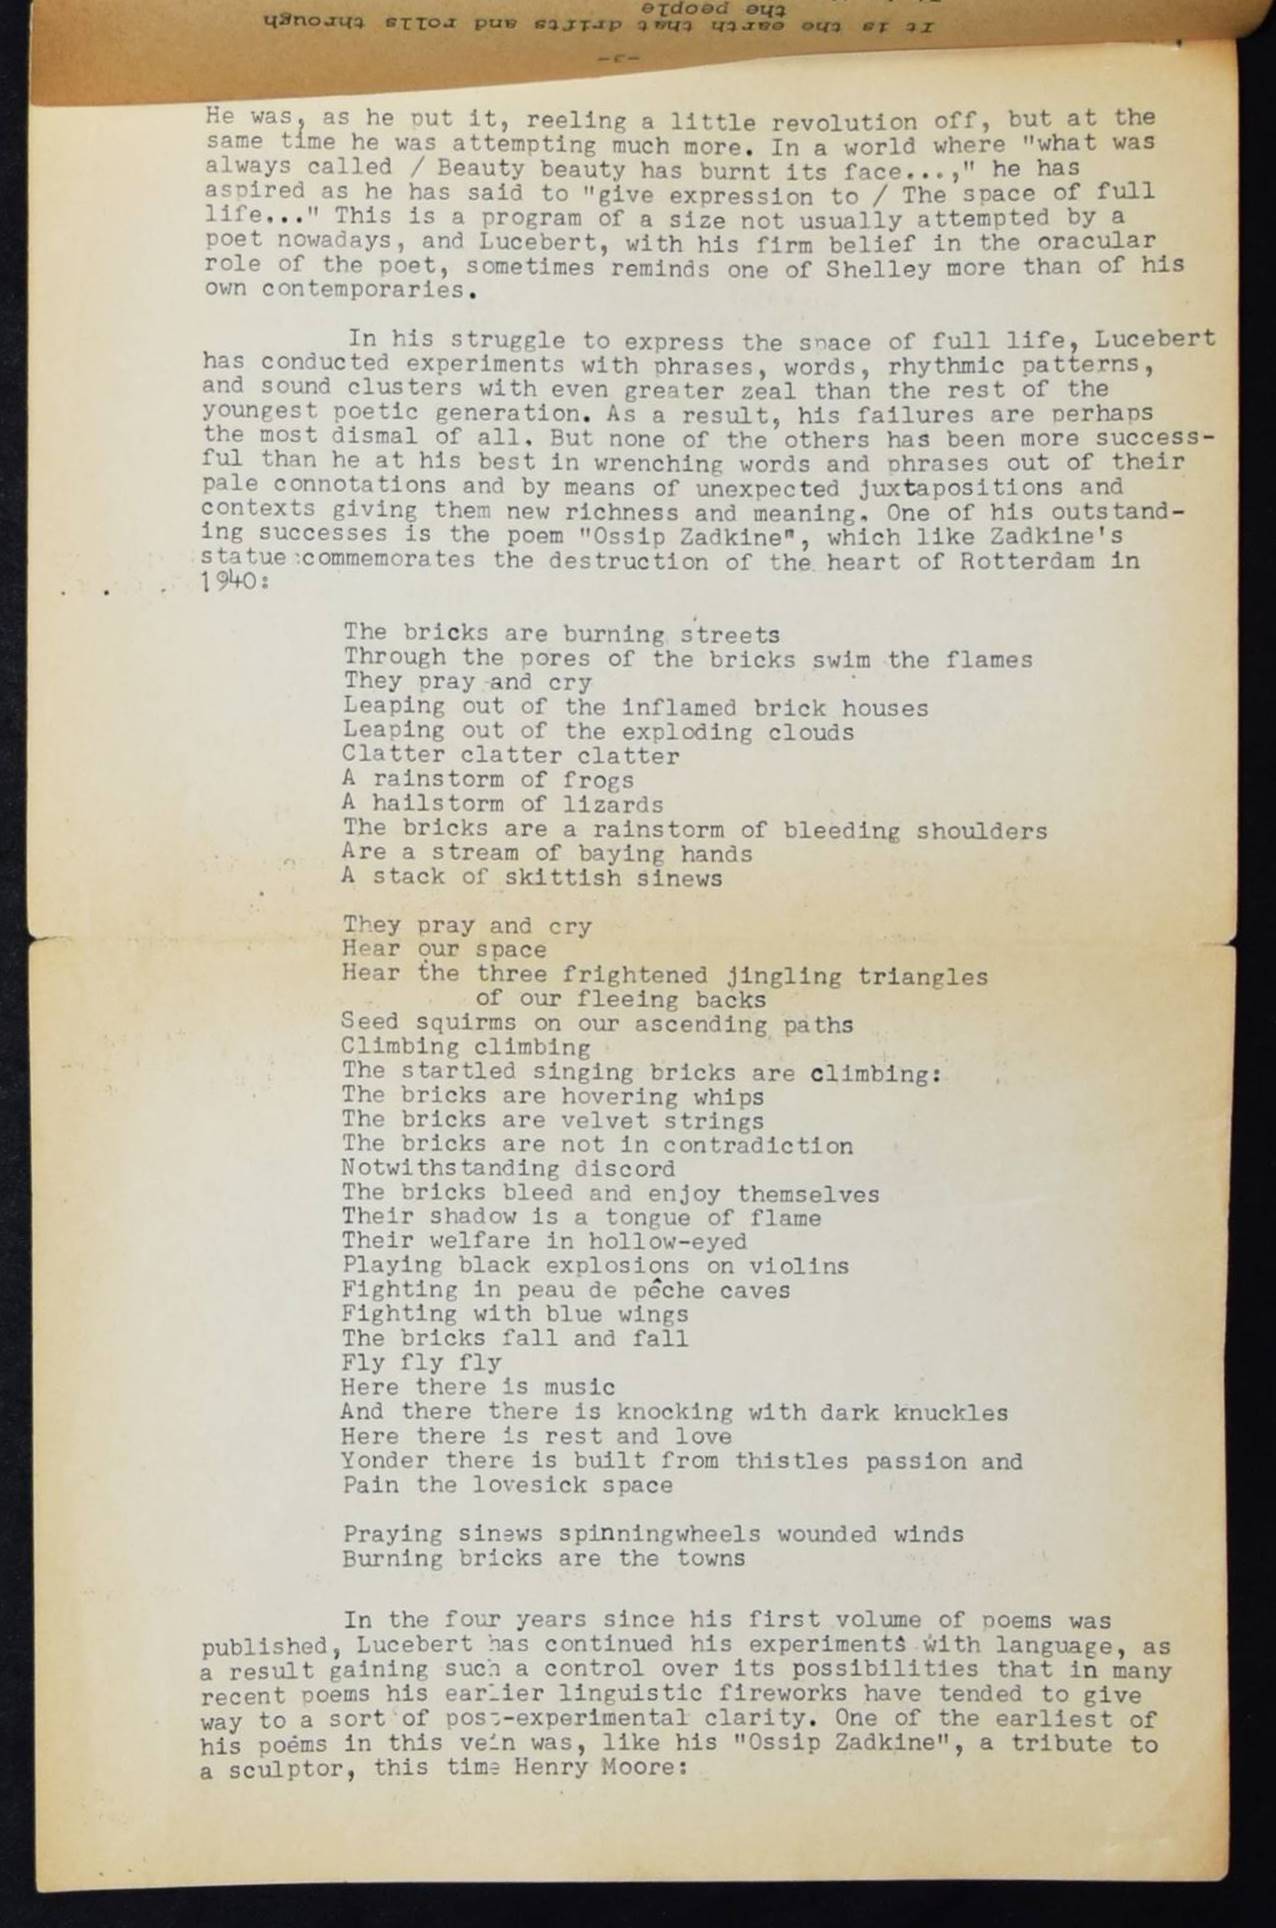 It is the earth that drifts and rolls through
the people
-3-
He was, as he put it, reeling a little revolution off, but at the
same time he was attempting much more. In a world where "what was
always called / Beauty beauty has burnt its face...," he has
aspired as he has said to "give expression to / The space of full
life..." This is a program of a size not usually attempted by a
poet nowadays, and Lucebert, with his firm belief in the oracular
role of the poet, sometimes reminds one of Shelley more than of his
own contemporaries.
In his struggle to express the space of full life, Lucebert
has conducted experiments with phrases, words, rhythmic patterns,
and sound clusters with even greater zeal than the rest of the
youngest poetic generation. As a result, his failures are perhaps
the most dismal of all. But none of the others has been more success-
ful than he at his best in wrenching words and phrases out of their
pale connotations and by means of unexpected juxtapositions and
contexts giving them new richness and meaning. One of his outstand-
ing successes is the poem "Ossip Zadkine", which like Zadkine's
statue commemorates the destruction of the heart of Rotterdam in
1940:
The bricks are burning streets
Through the pores of the bricks swim the flames
They pray and cry
Leaping out of the inflamed brick houses
Leaping out of the exploding clouds
Clatter clatter clatter
A rainstorm of frogs
A hailstorm of lizards
The bricks are a rainstorm of bleeding shoulders
Are a stream of baying hands
A stack of skittish sinews
They pray and cry
Hear our space
Hear the three frightened jingling triangles
of our fleeing backs
Seed squirms on our ascending paths
Climbing climbing
The startled singing bricks are climbing:
The bricks are hovering whips
The bricks are velvet strings
The bricks are not in contradiction
Notwithstanding discord
The bricks bleed and enjoy themselves
Their shadow is a tongue of flame
Their welfare in hollow-eyed
Playing black explosions on violins
Fighting in peau de pêche caves
Fighting with blue wings
The bricks fall and fall
Fly fly fly
Here there is music
And there there is knocking with dark knuckles
Here there is rest and love
Yonder there is built from thistles passion and
Pain the lovesick space
Praying sinews spinningwheels wounded winds
Burning bricks are the towns
In the four years since his first volume of poems was
published, Lucebert has continued his experiments with language, as
a result gaining such a control over its possibilities that in many
recent poems his earlier linguistic fireworks have tended to give
way to a sort of post-experimental clarity. One of the earliest of
his poems in this vein was, like his "Ossip Zadkine", a tribute to
a sculptor, this time Henry Moore: